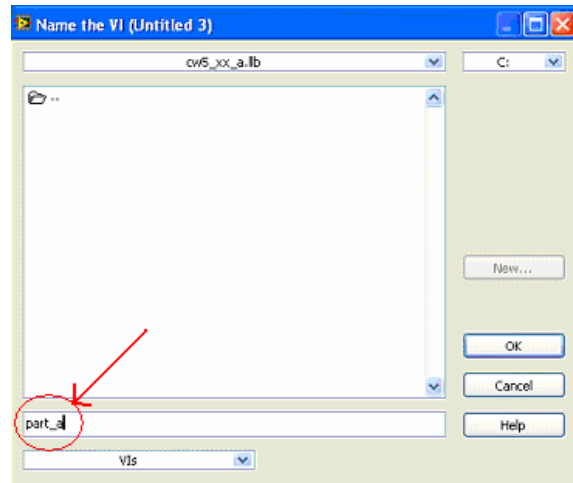 Name the VI (Untitled 3)
cw5_xx_a.llb
C:
..
New...
OK
Cancel
part_a
Help
VIs